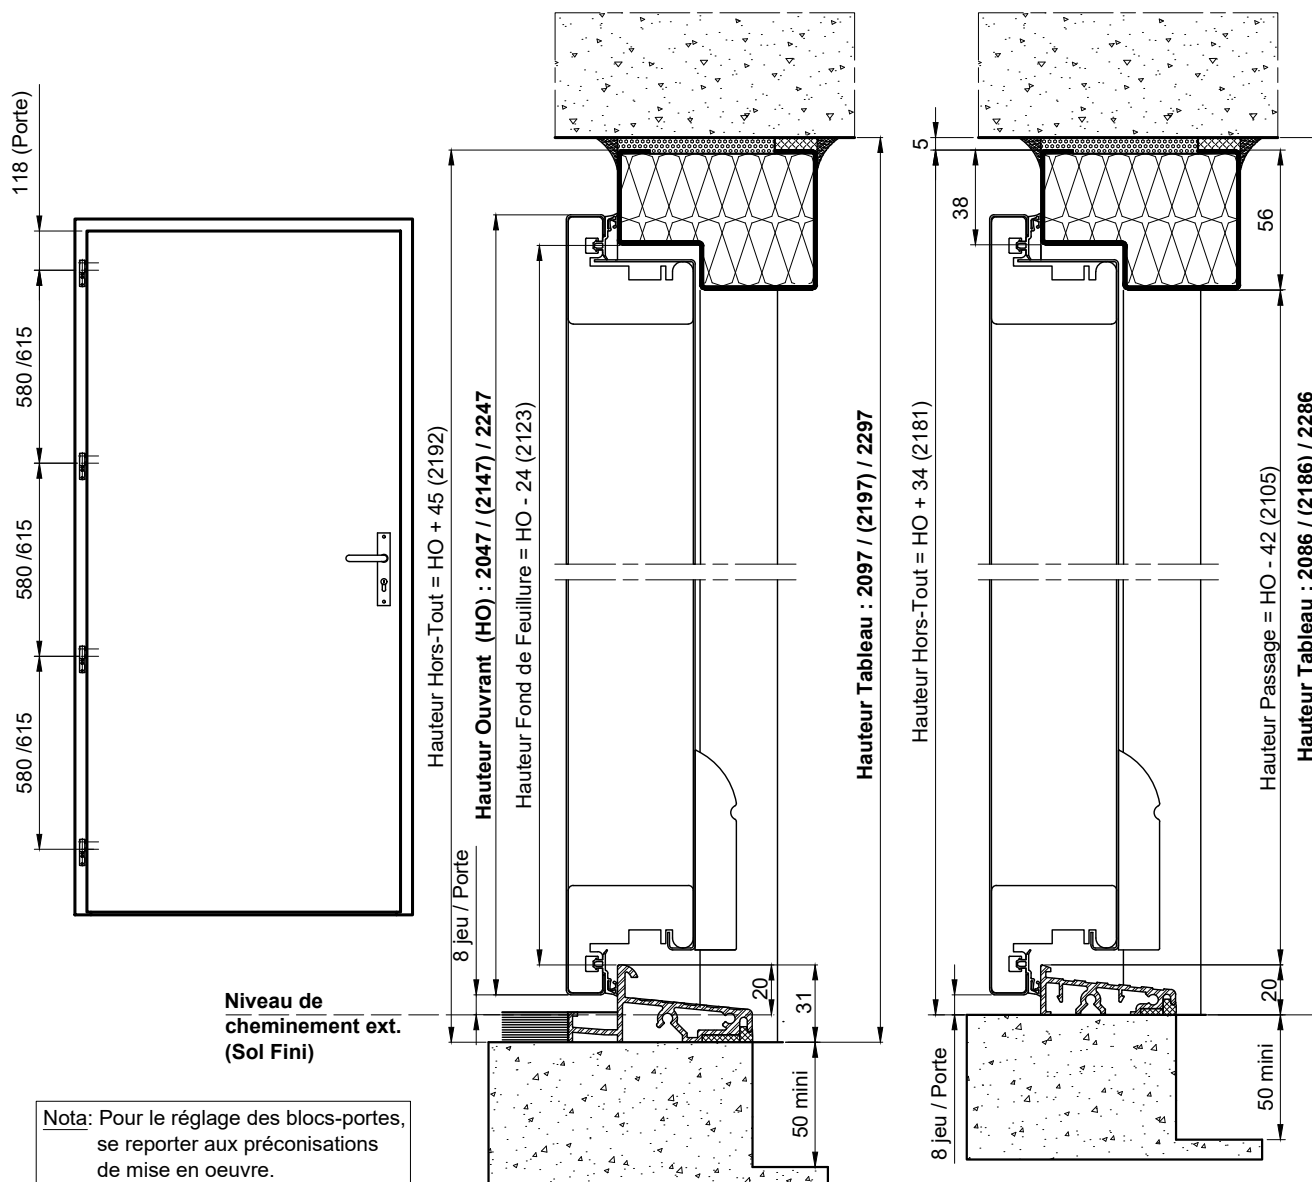 118 (Porte)
580 /615
580 /615
580 /615
Hauteur Hors-Tout = HO + 45 (2192)
Hauteur Ouvrant (HO) : 2047 / (2147) / 2247
Hauteur Fond de Feuillure = HO - 24 (2123)
8 jeu / Porte
Hauteur Tableau : 2097 / (2197) / 2297
20
31
50 mini
Niveau de
cheminement ext.
(Sol Fini)
Nota: Pour le réglage des blocs-portes,
se reporter aux préconisations
de mise en oeuvre.
5
38
56
Hauteur Hors-Tout = HO + 34 (2181)
Hauteur Passage = HO - 42 (2105)
Hauteur Tableau : 2086 / (2186) / 2286
20
8 jeu / Porte
50 mini